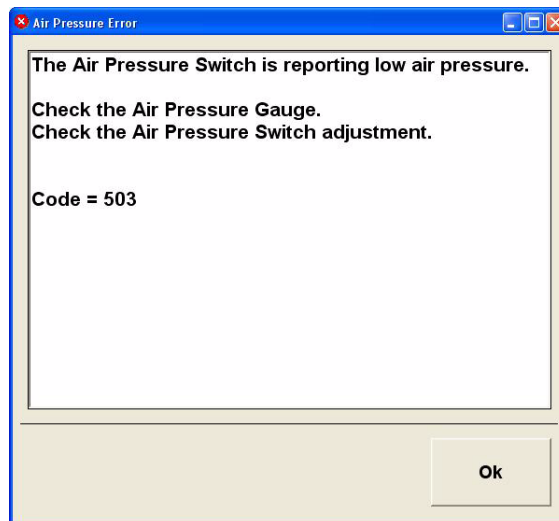 Air Pressure Error
The Air Pressure Switch is reporting low air pressure.
Check the Air Pressure Gauge.
Check the Air Pressure Switch adjustment.
Code = 503
Ok